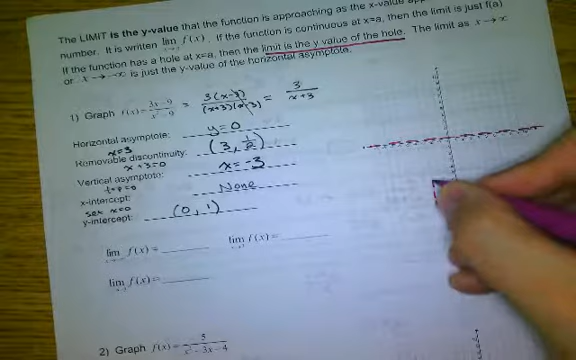 The LIMIT is the y-value that the function is approaching as the x-value app
number. It is written lim f(x). If the function is continuous at x=a, then the limit is just f(a)
If the function has a hole at x=a, then the limit is the y value of the hole. The limit as x→∞
or x→-∞ is just the y-value of the horizontal asymptote.
1) Graph f(x)= 3x-9 / x²-9 = 3(x-3) / (x+3)(x-3) = 3 / x+3
Horizontal asymptote: y=0
x=3
Removable discontinuity: (3, 1/2)
x+3=0
Vertical asymptote: x=-3
x-intercept: None
set x=0
y-intercept: (0, 1)
lim f(x)= lim f(x)=
lim f(x)=
2) Graph f(x)= 5 / x²-3x-4